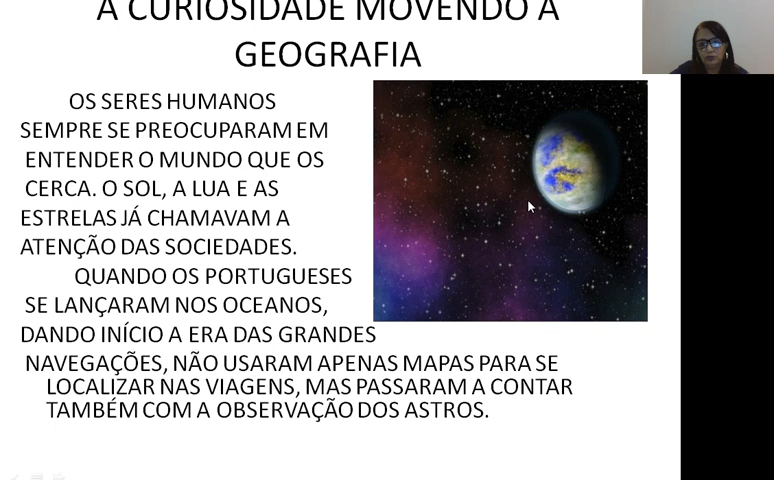 A CURIOSIDADE MOVENDO A
GEOGRAFIA
OS SERES HUMANOS
SEMPRE SE PREOCUPARAM EM
ENTENDER O MUNDO QUE OS
CERCA. O SOL, A LUA E AS
ESTRELAS JÁ CHAMAVAM A
ATENÇÃO DAS SOCIEDADES.
QUANDO OS PORTUGUESES
SE LANÇARAM NOS OCEANOS,
DANDO INÍCIO A ERA DAS GRANDES
NAVEGAÇÕES, NÃO USARAM APENAS MAPAS PARA SE
LOCALIZAR NAS VIAGENS, MAS PASSARAM A CONTAR
TAMBÉM COM A OBSERVAÇÃO DOS ASTROS.